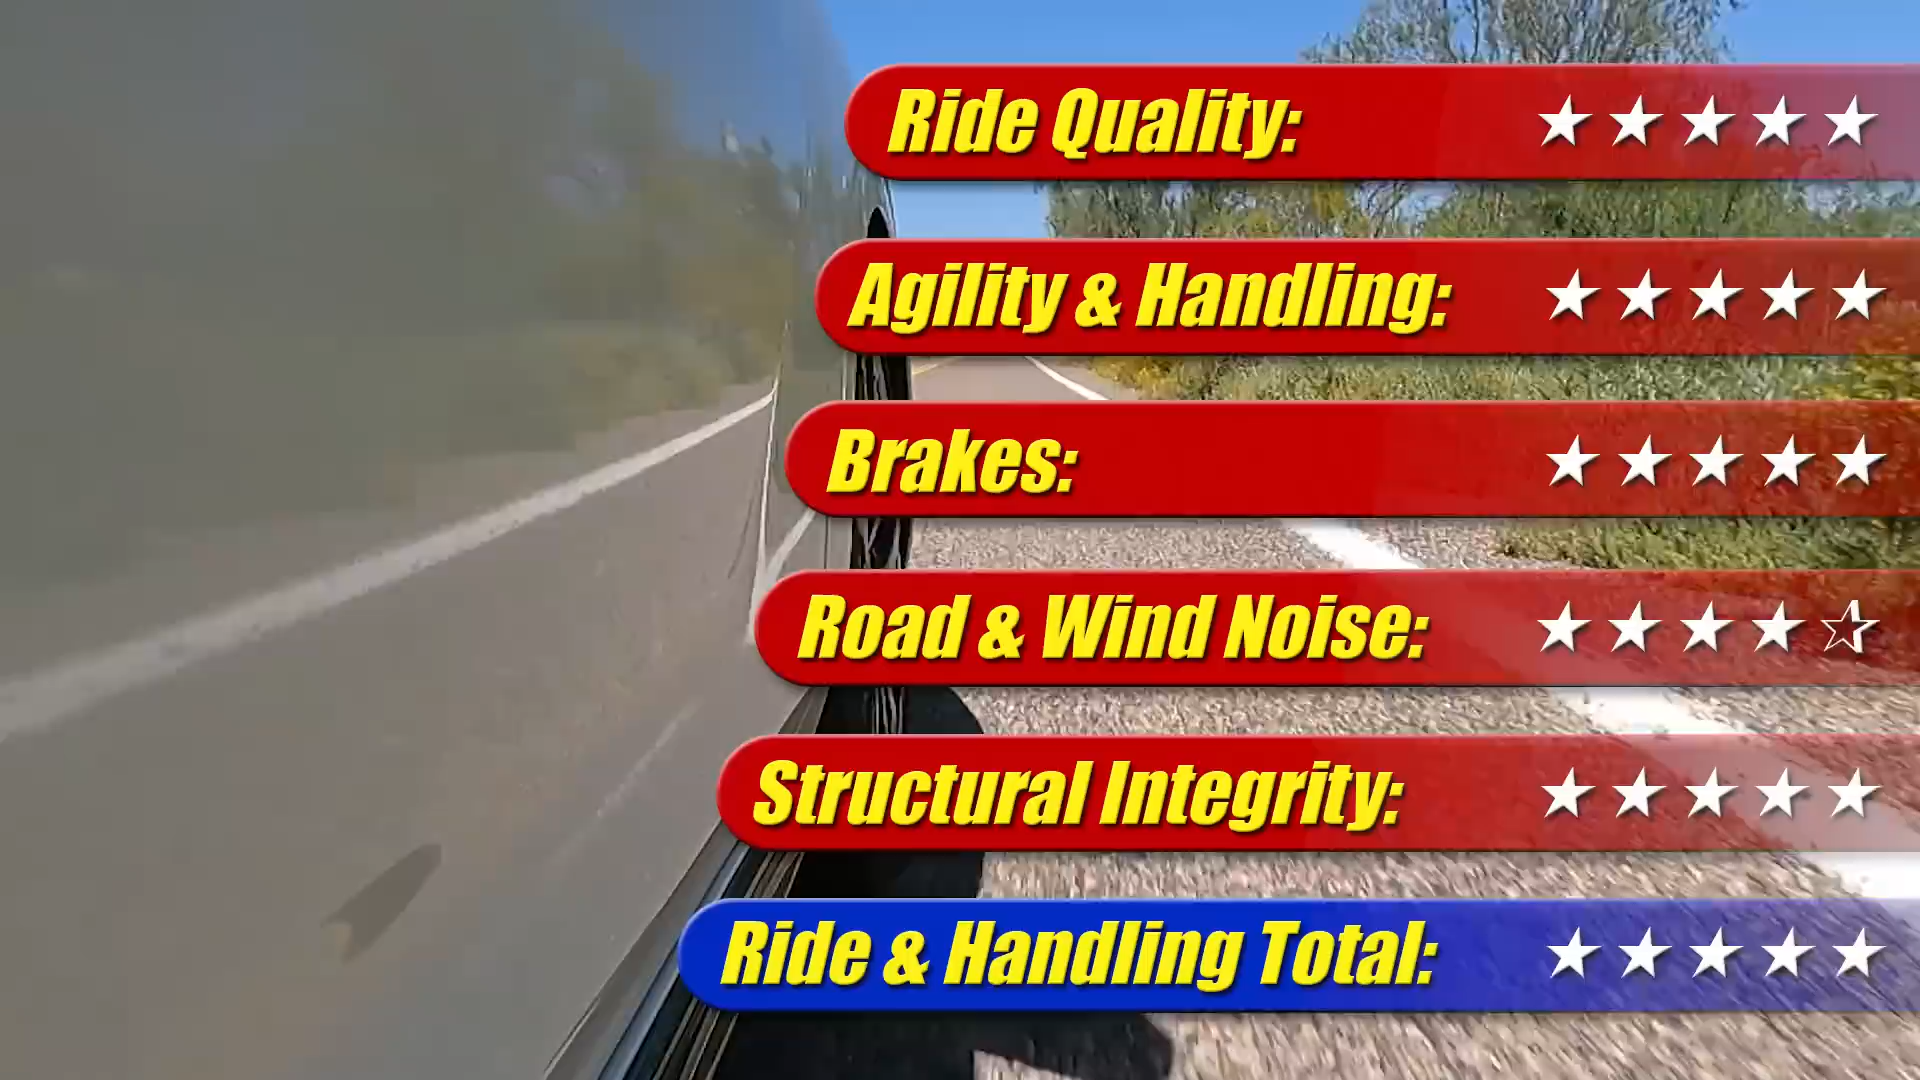 Ride Quality: ★ ★ ★ ★ ★
Agility & Handling: ★ ★ ★ ★ ★
Brakes: ★ ★ ★ ★ ★
Road & Wind Noise: ★ ★ ★ ★ ☆
Structural Integrity: ★ ★ ★ ★ ★
Ride & Handling Total: ★ ★ ★ ★ ★